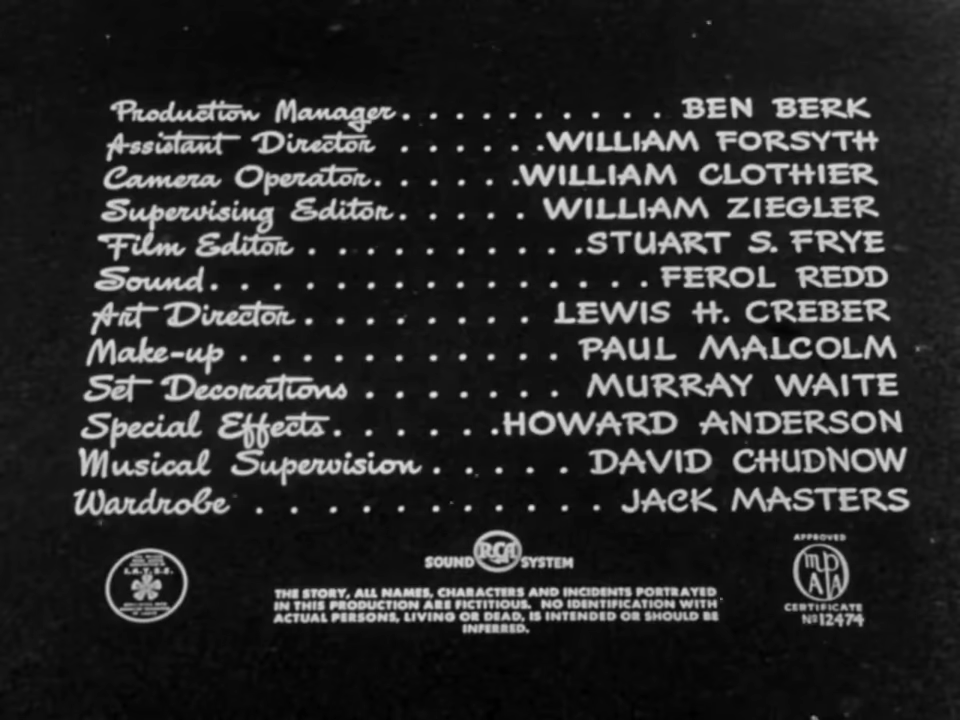 Production Manager.......... BEN BERK
Assistant Director ......WILLIAM FORSYTH
Camera Operator......WILLIAM CLOTHIER
Supervising Editor..... WILLIAM ZIEGLER
Film Editor ..........STUART S. FRYE
Sound................FEROL REDD
Art Director......... LEWIS H. CREBER
Make-up ........... PAUL MALCOLM
Set Decorations ....... MURRAY WAITE
Special Effects......HOWARD ANDERSON
Musical Supervision ..... DAVID CHUDNOW
Wardrobe ........... JACK MASTERS
I.A.T.S.E.
SOUND RCA SYSTEM
THE STORY, ALL NAMES, CHARACTERS AND INCIDENTS PORTRAYED
IN THIS PRODUCTION ARE FICTITIOUS. NO IDENTIFICATION WITH
ACTUAL PERSONS, LIVING OR DEAD, IS INTENDED OR SHOULD BE
INFERRED.
APPROVED
MPAA
CERTIFICATE
Nº 12474